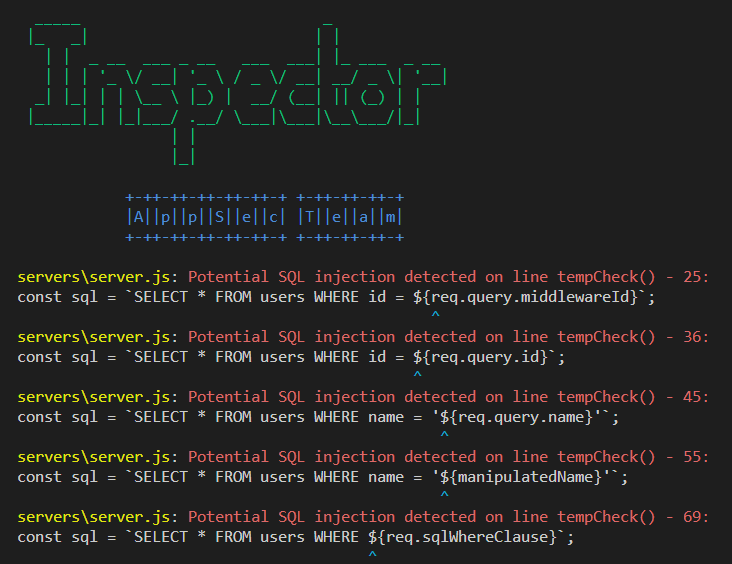 Inspector
AppSec Team
servers\server.js: Potential SQL injection detected on line tempCheck() - 25:
const sql = `SELECT * FROM users WHERE id = ${req.query.middlewareId}`;
^
servers\server.js: Potential SQL injection detected on line tempCheck() - 36:
const sql = `SELECT * FROM users WHERE id = ${req.query.id}`;
^
servers\server.js: Potential SQL injection detected on line tempCheck() - 45:
const sql = `SELECT * FROM users WHERE name = '${req.query.name}'`;
^
servers\server.js: Potential SQL injection detected on line tempCheck() - 55:
const sql = `SELECT * FROM users WHERE name = '${manipulatedName}'`;
^
servers\server.js: Potential SQL injection detected on line tempCheck() - 69:
const sql = `SELECT * FROM users WHERE ${req.sqlWhereClause}`;
^